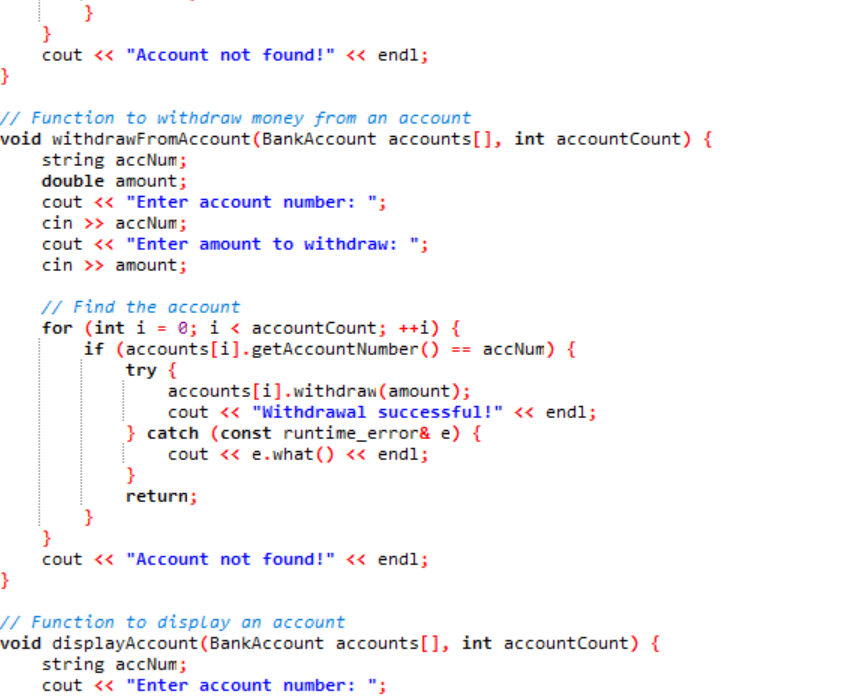 }
    }
    cout << "Account not found!" << endl;
}

// Function to withdraw money from an account
void withdrawFromAccount(BankAccount accounts[], int accountCount) {
    string accNum;
    double amount;
    cout << "Enter account number: ";
    cin >> accNum;
    cout << "Enter amount to withdraw: ";
    cin >> amount;

    // Find the account
    for (int i = 0; i < accountCount; ++i) {
        if (accounts[i].getAccountNumber() == accNum) {
            try {
                accounts[i].withdraw(amount);
                cout << "Withdrawal successful!" << endl;
            } catch (const runtime_error& e) {
                cout << e.what() << endl;
            }
            return;
        }
    }
    cout << "Account not found!" << endl;
}

// Function to display an account
void displayAccount(BankAccount accounts[], int accountCount) {
    string accNum;
    cout << "Enter account number: ";